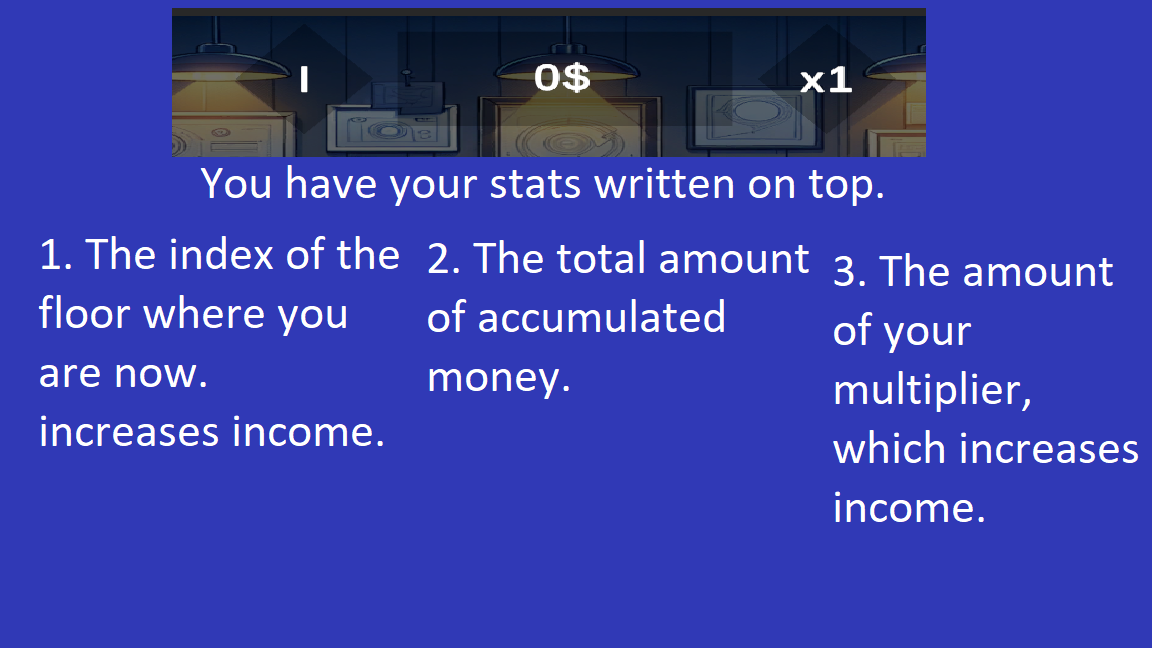 I 0$ x1
You have your stats written on top.
1. The index of the
floor where you
are now.
increases income.
2. The total amount
of accumulated
money.
3. The amount
of your
multiplier,
which increases
income.